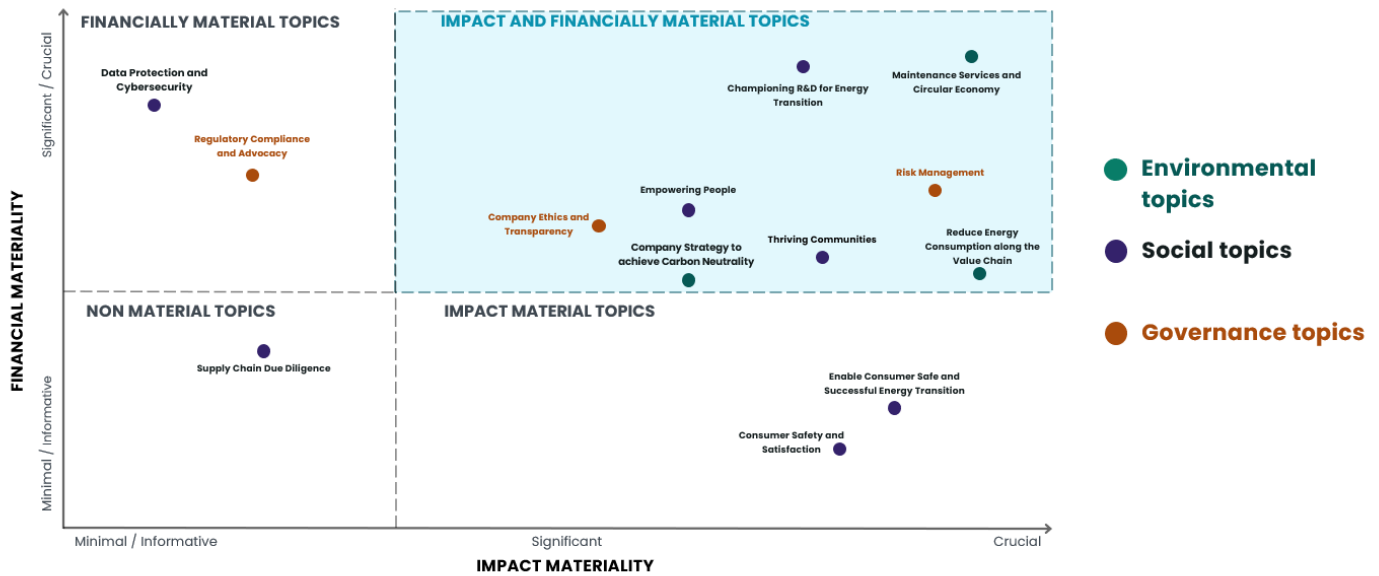 FINANCIALLY MATERIAL TOPICS
IMPACT AND FINANCIALLY MATERIAL TOPICS
Significant / Crucial
Data Protection and
Cybersecurity
Regulatory Compliance
and Advocacy
Championing R&D for Energy
Transition
Maintenance Services and
Circular Economy
Risk Management
Empowering People
Company Ethics and
Transparency
Company Strategy to
achieve Carbon Neutrality
Thriving Communities
Reduce Energy
Consumption along the
Value Chain
FINANCIAL MATERIALITY
NON MATERIAL TOPICS
IMPACT MATERIAL TOPICS
Supply Chain Due Diligence
Enable Consumer Safe and
Successful Energy Transition
Consumer Safety and
Satisfaction
Minimal / Informative
Minimal / Informative
Significant
Crucial
IMPACT MATERIALITY
Environmental
topics
Social topics
Governance topics